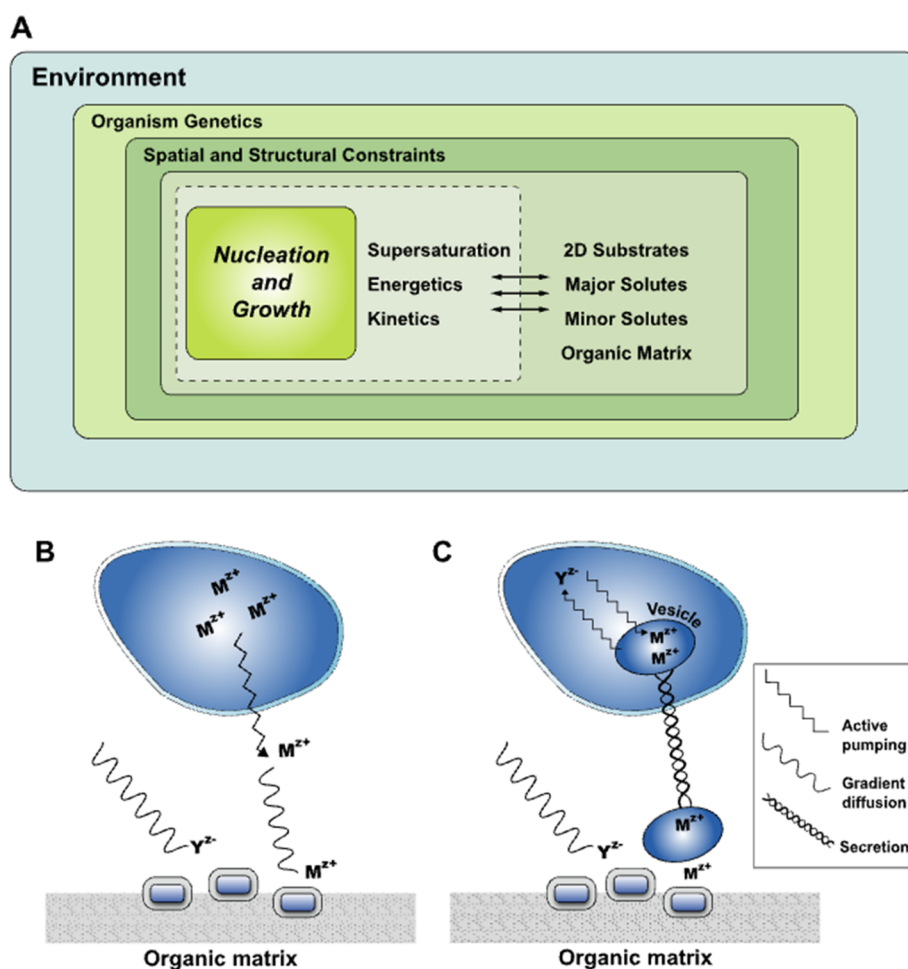 A
Environment
Organism Genetics
Spatial and Structural Constraints
Nucleation
and
Growth
Supersaturation
Energetics
Kinetics
2D Substrates
Major Solutes
Minor Solutes
Organic Matrix
B
M^z+
M^z+
M^z+
M^z+
Y^z-
M^z+
Organic matrix
C
Y^z-
Vesicle
M^z+
M^z+
M^z+
Y^z-
M^z+
Organic matrix
Active
pumping
Gradient
diffusion
Secretion